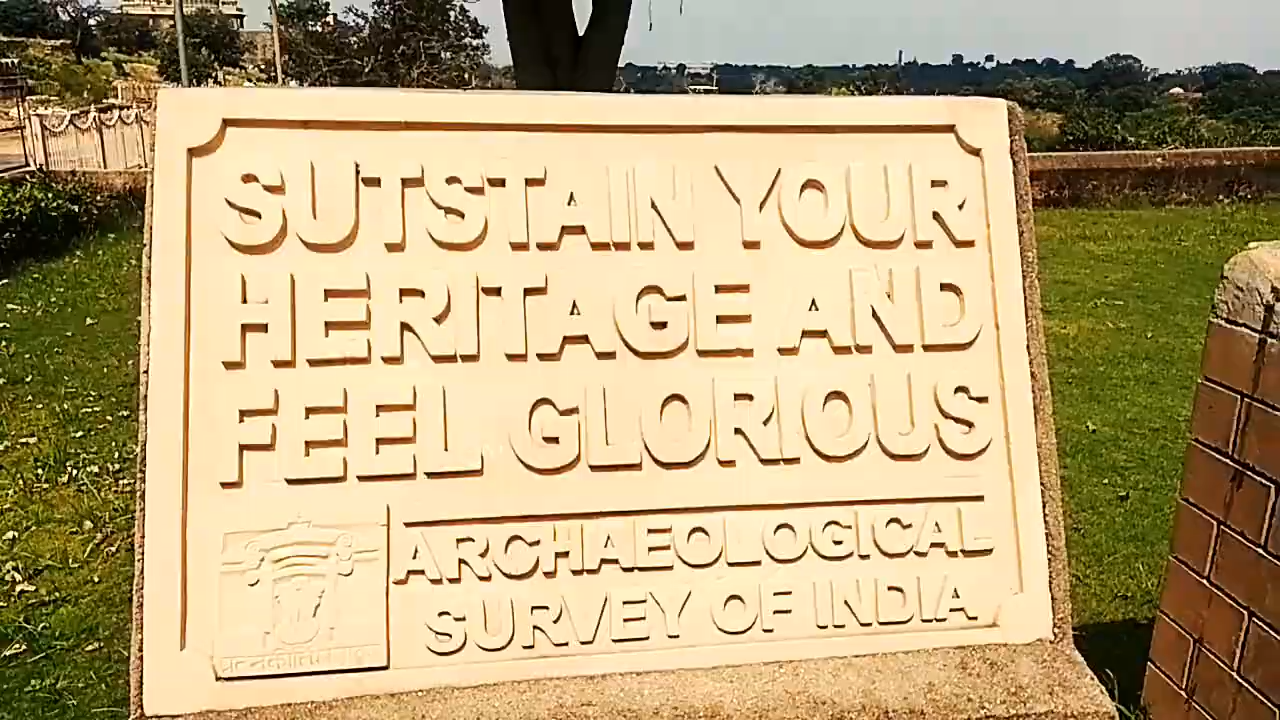 SUTSTAIN YOUR
HERITAGE AND
FEEL GLORIOUS
ARCHAEOLOGICAL
SURVEY OF INDIA